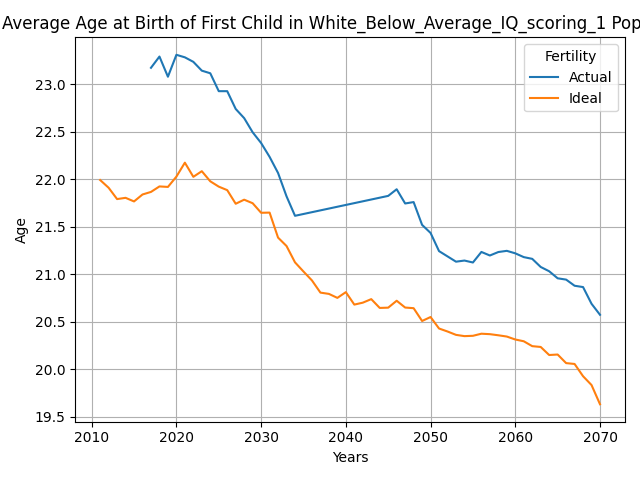 Average Age at Birth of First Child in White_Below_Average_IQ_scoring_1 Pop
Fertility
Actual
Ideal
23.0
22.5
22.0
21.5
21.0
20.5
20.0
19.5
Age
2010 2020 2030 2040 2050 2060 2070
Years